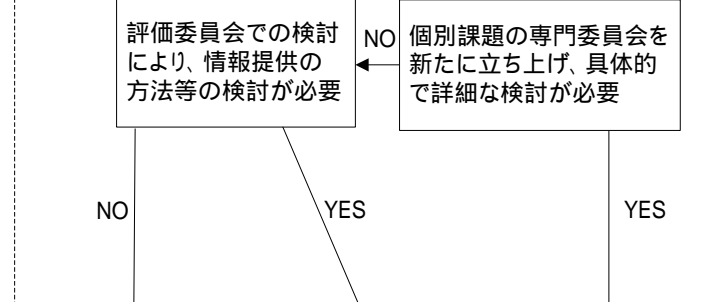 評価委員会での検討
により、情報提供の
方法等の検討が必要
NO
個別課題の専門委員会を
新たに立ち上げ、具体的
で詳細な検討が必要
NO
YES
YES